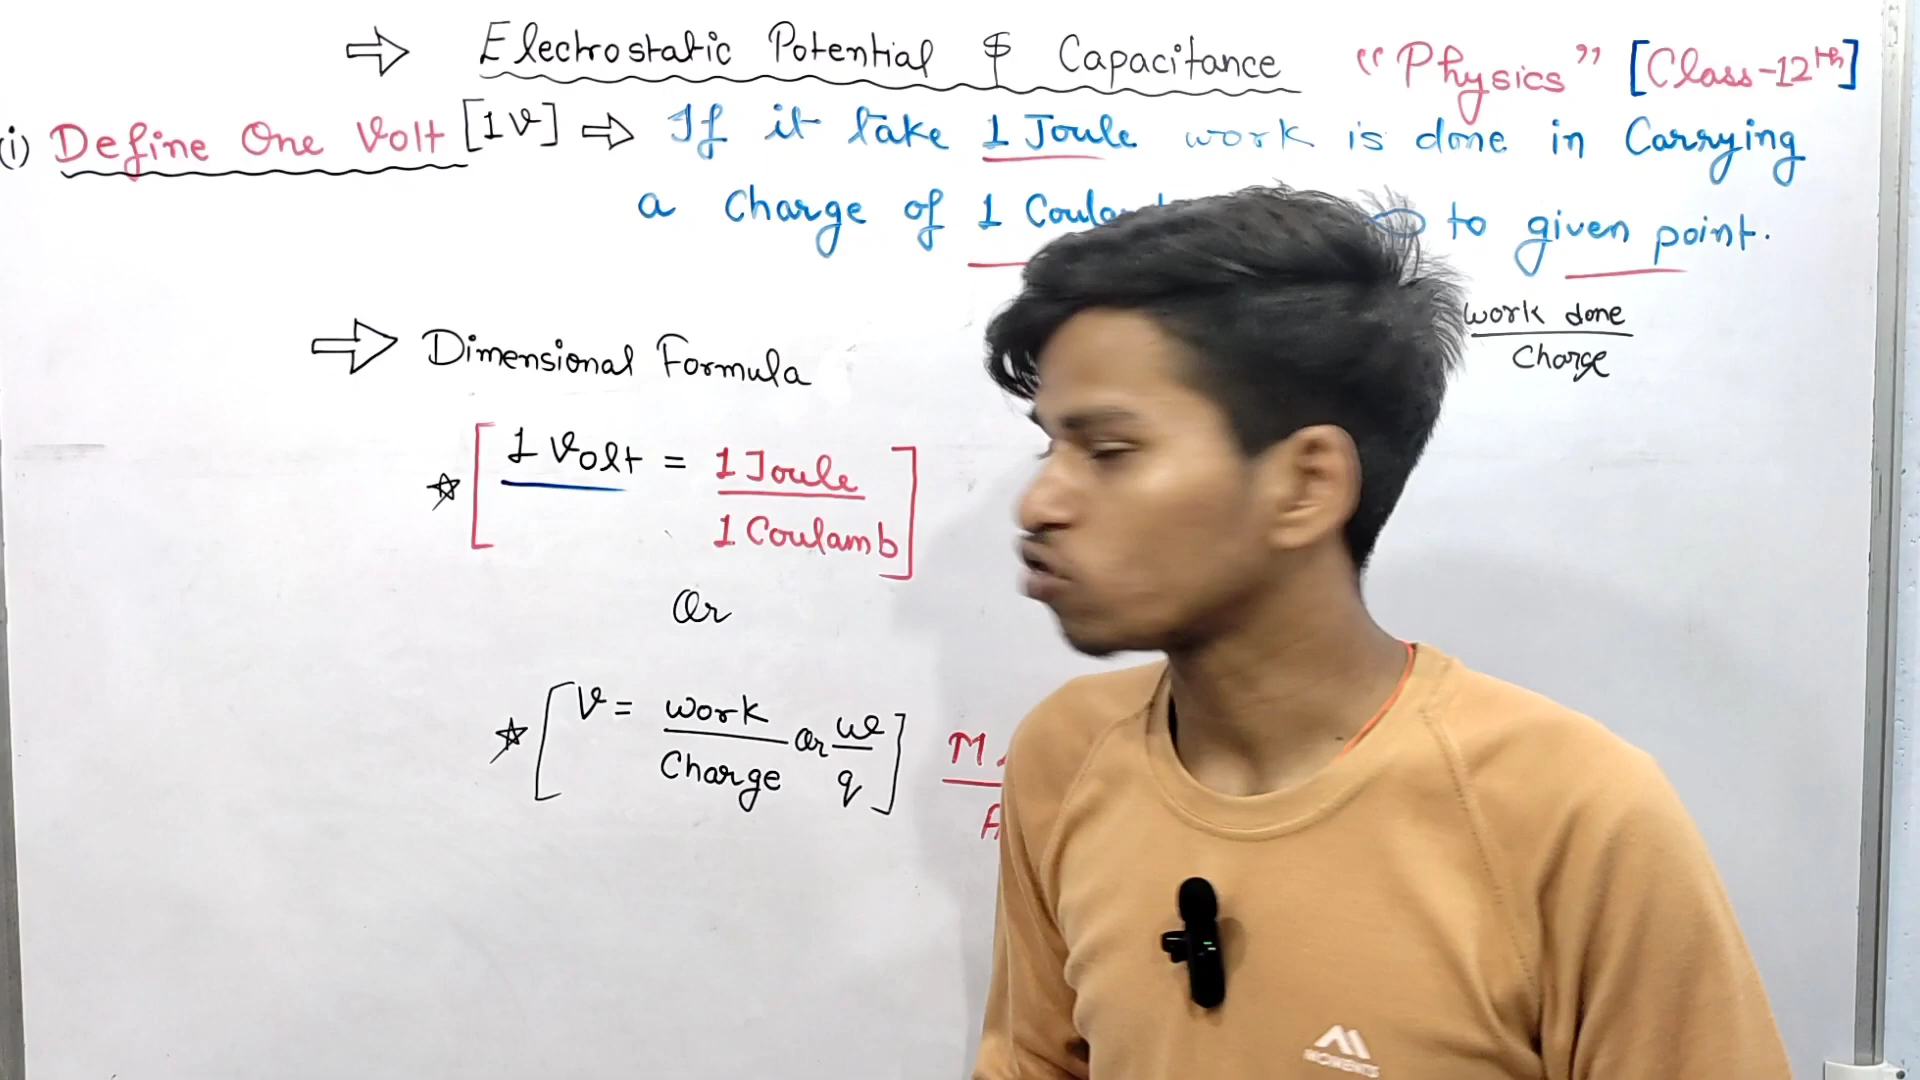 ⇒ Electrostatic Potential & Capacitance "Physics" [Class-12th]
(i) Define One Volt [1V] ⇒ If it take 1 Joule work is done in Carrying
a Charge of 1 to given point.
work done
Charge
⇒ Dimensional Formula
☆ [1 Volt = 1 Joule
1 Coulamb]
Or
☆ [V = work or w
Charge q]
M
MOMENTS